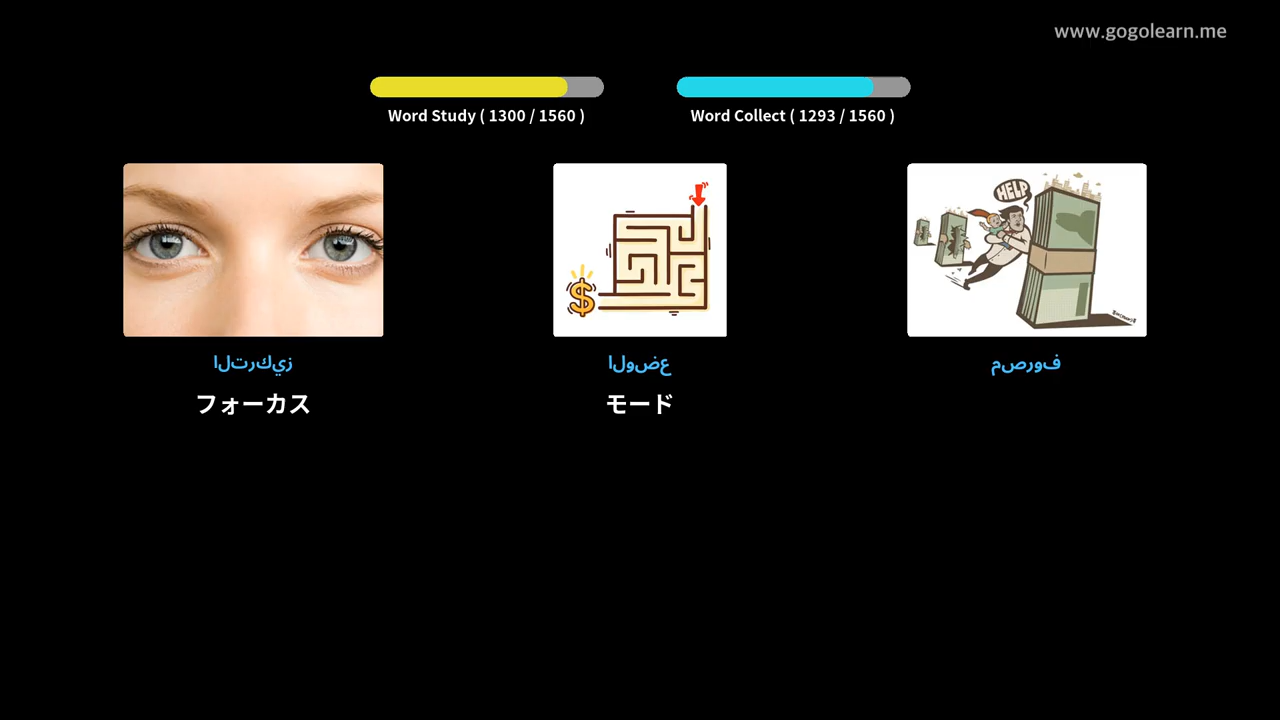 www.gogolearn.me
Word Study ( 1300 / 1560 )
Word Collect ( 1293 / 1560 )
$
HELP
التركيز
الوضع
مصروف
フォーカス
モード